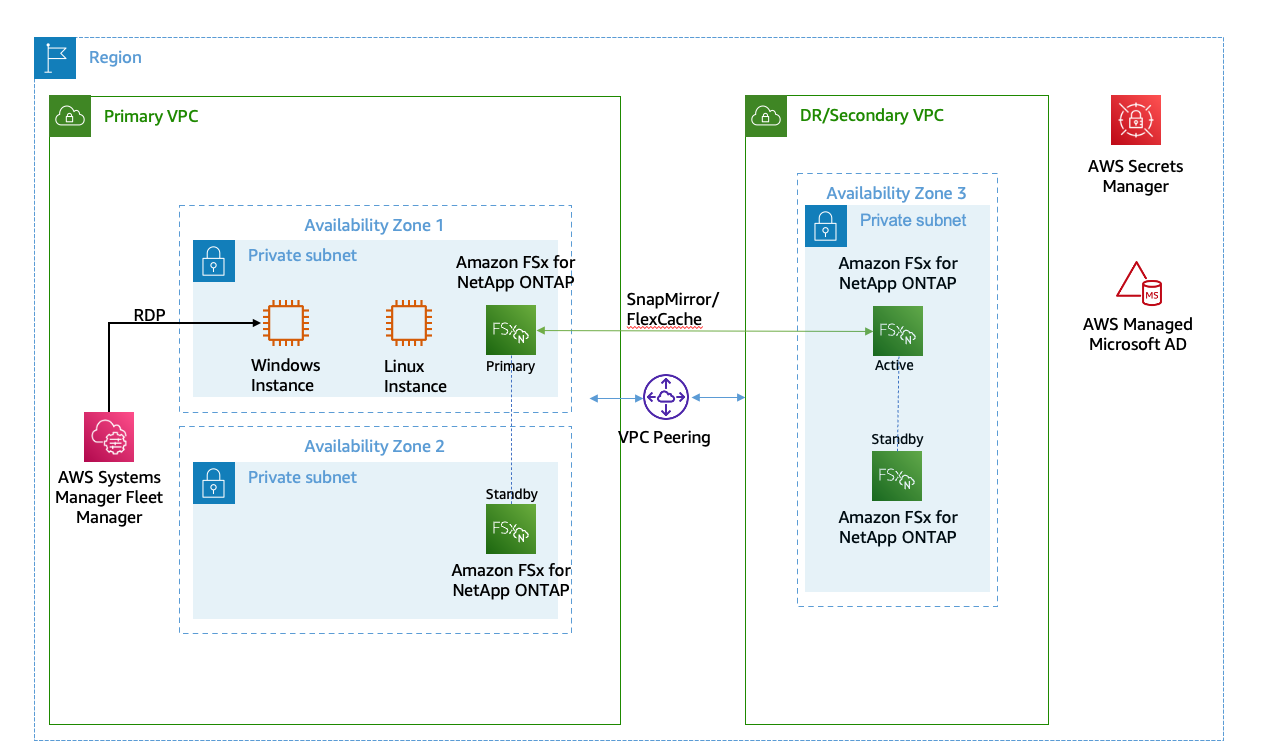 Region
Primary VPC
DR/Secondary VPC
AWS Secrets
Manager
Availability Zone 3
Private subnet
Availability Zone 1
Private subnet
Amazon FSx for
NetApp ONTAP
Amazon FSx for
NetApp ONTAP
SnapMirror/
FlexCache
RDP
FSx
N
FSx
N
MS
AWS Managed
Microsoft AD
Windows
Instance
Linux
Instance
Primary
Active
VPC Peering
Availability Zone 2
Private subnet
Standby
AWS Systems
Manager Fleet
Manager
Standby
FSx
N
FSx
N
Amazon FSx for
NetApp ONTAP
Amazon FSx for
NetApp ONTAP